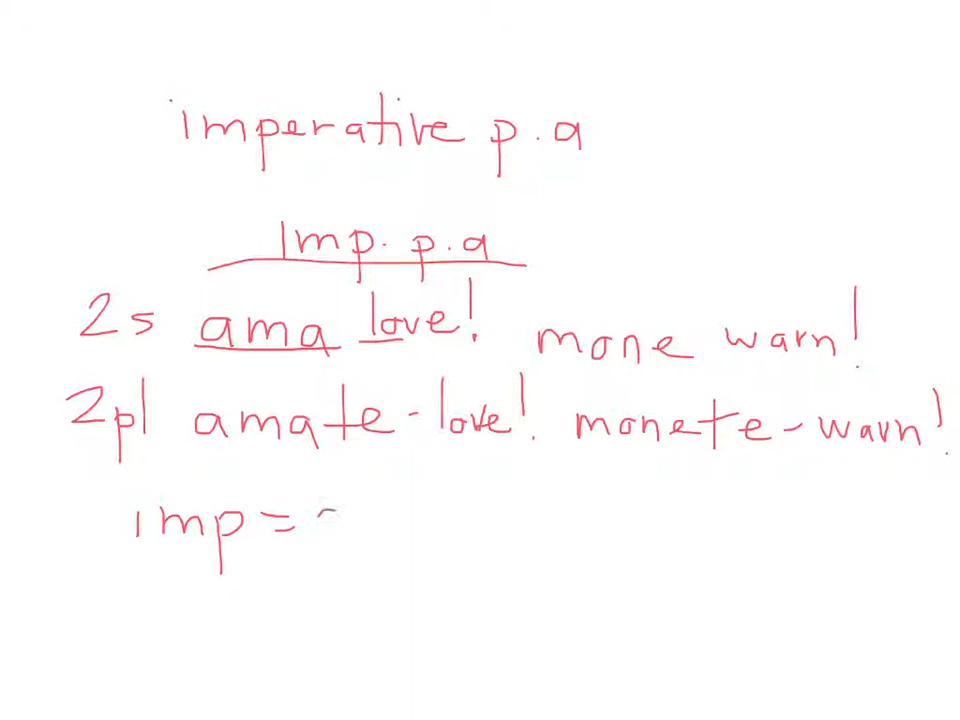 imperative p.a
Imp. p.a
2s ama love! mone warn!
2pl amate - love! monete - warn!
imp =